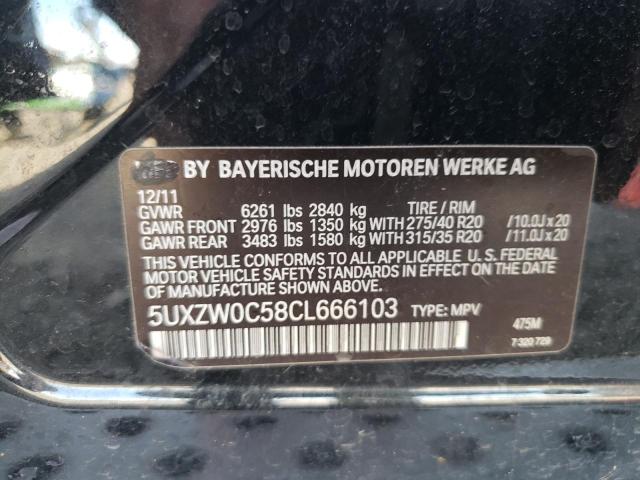 BY BAYERISCHE MOTOREN WERKE AG
12/11
GVWR 6261 lbs 2840 kg TIRE / RIM
GAWR FRONT 2976 lbs 1350 kg WITH 275/40 R20 /10.0J x 20
GAWR REAR 3483 lbs 1580 kg WITH 315/35 R20 /11.0J x 20
THIS VEHICLE CONFORMS TO ALL APPLICABLE U. S. FEDERAL
MOTOR VEHICLE SAFETY STANDARDS IN EFFECT ON THE DATE
OF MANUFACTURE SHOWN ABOVE.
5UXZW0C58CL666103 TYPE: MPV 475M
7 320 729